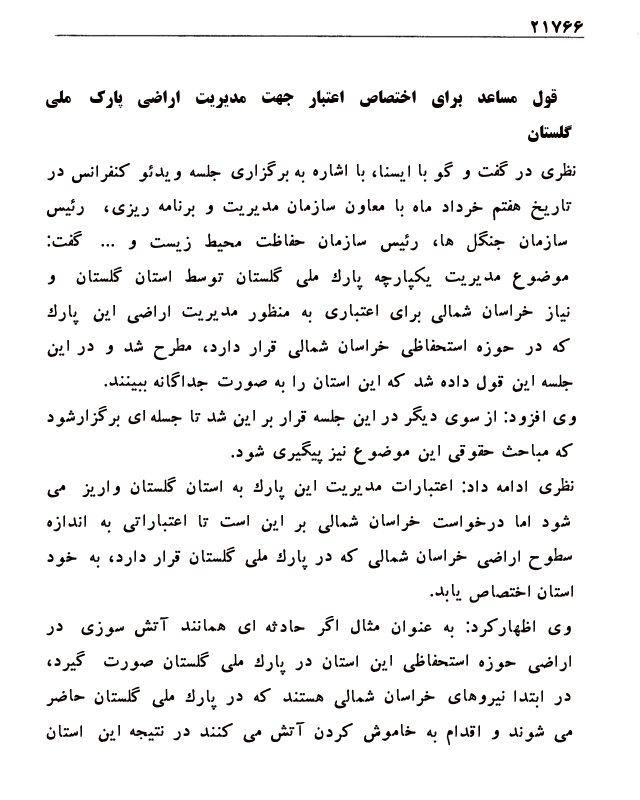 ۲۱۷۶۶
قول مساعد برای اختصاص اعتبار جهت مدیریت اراضی پارک ملی
گلستان
نظری در گفت و گو با ایسنا، با اشاره به برگزاری جلسه ویدئو کنفرانس در
تاریخ هفتم خرداد ماه با معاون سازمان مدیریت و برنامه ریزی، رئیس
سازمان جنگل ها، رئیس سازمان حفاظت محیط زیست و ... گفت:
موضوع مدیریت یکپارچه پارك ملی گلستان توسط استان گلستان و
نیاز خراسان شمالی برای اعتباری به منظور مدیریت اراضی این پارك
که در حوزه استحفاظی خراسان شمالی قرار دارد، مطرح شد و در این
جلسه این قول داده شد که این استان را به صورت جداگانه ببینند.
وی افزود: از سوی دیگر در این جلسه قرار بر این شد تا جسله ای برگزارشود
که مباحث حقوقی این موضوع نیز پیگیری شود.
نظری ادامه داد: اعتبارات مدیریت این پارك به استان گلستان واریز می
شود اما درخواست خراسان شمالی بر این است تا اعتباراتی به اندازه
سطوح اراضی خراسان شمالی که در پارك ملی گلستان قرار دارد، به خود
استان اختصاص یابد.
وی اظهارکرد: به عنوان مثال اگر حادثه ای همانند آتش سوزی در
اراضی حوزه استحفاظی این استان در پارك ملی گلستان صورت گیرد،
در ابتدا نیروهای خراسان شمالی هستند که در پارك ملی گلستان حاضر
می شوند و اقدام به خاموش کردن آتش می کنند در نتیجه این استان